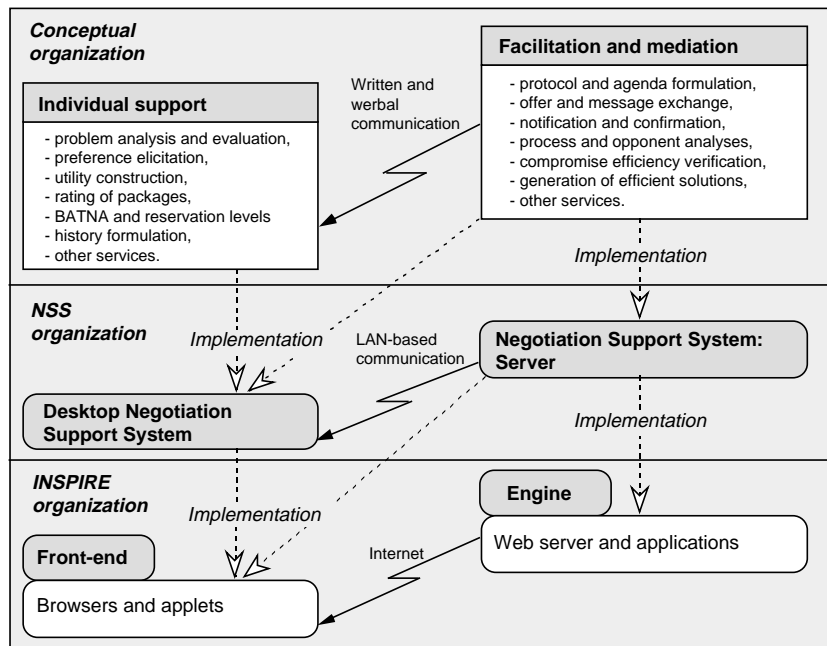 Conceptual
organization
Facilitation and mediation
- protocol and agenda formulation,
- offer and message exchange,
- notification and confirmation,
- process and opponent analyses,
- compromise efficiency verification,
- generation of efficient solutions,
- other services.
Individual support
- problem analysis and evaluation,
- preference elicitation,
- utility construction,
- rating of packages,
- BATNA and reservation levels
- history formulation,
- other services.
Written and
werbal
communication
Implementation
NSS
organization
Implementation
LAN-based
communication
Negotiation Support System:
Server
Desktop Negotiation
Support System
Implementation
INSPIRE
organization
Implementation
Engine
Web server and applications
Front-end
Internet
Browsers and applets